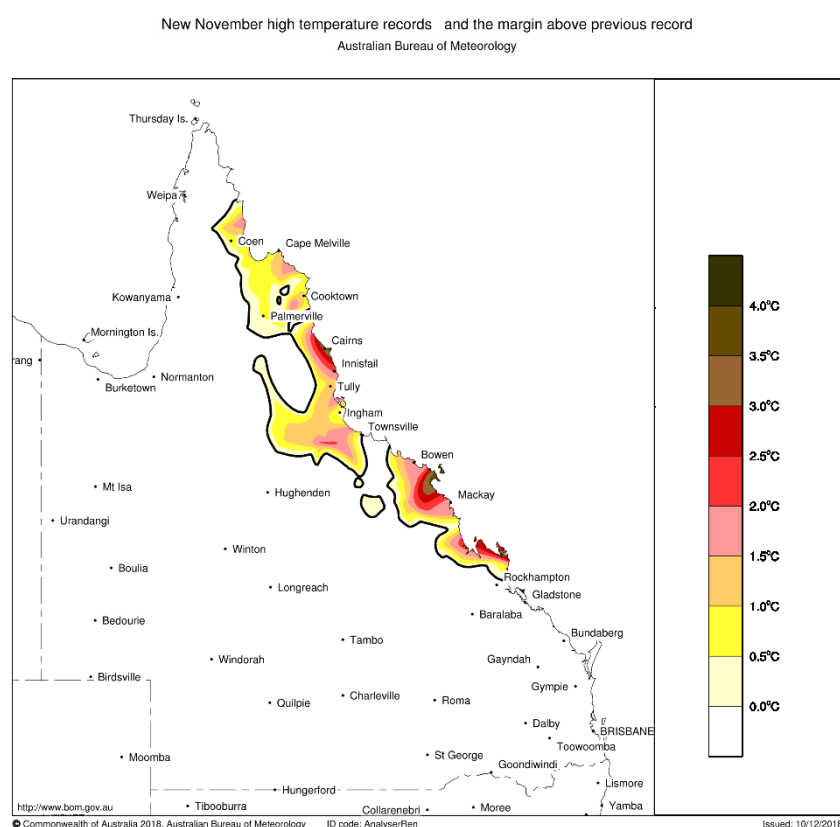 New November high temperature records and the margin above previous record
Australian Bureau of Meteorology
Thursday Is.
Weipa
Coen
Cape Melville
Kowanyama
Cooktown
Palmerville
Mornington Is.
Cairns
rang
Innisfail
Normanton
Burketown
Tully
Ingham
Townsville
Bowen
Mt Isa
Hughenden
Mackay
Urandangi
Winton
Boulia
Rockhampton
Longreach
Gladstone
Baralaba
Bedourie
Bundaberg
Tambo
Windorah
Gayndah
Birdsville
Gympie
Charleville
Quilpie
Roma
Dalby
BRISBANE
Toowoomba
Moomba
St George
Goondiwindi
Lismore
Hungerford
Tibooburra
Collarenebri
Moree
Yamba
4.0°C
3.5°C
3.0°C
2.5°C
2.0°C
1.5°C
1.0°C
0.5°C
0.0°C
http://www.bom.gov.au
© Commonwealth of Australia 2018, Australian Bureau of Meteorology ID code: AnalyserRen Issued: 10/12/2018